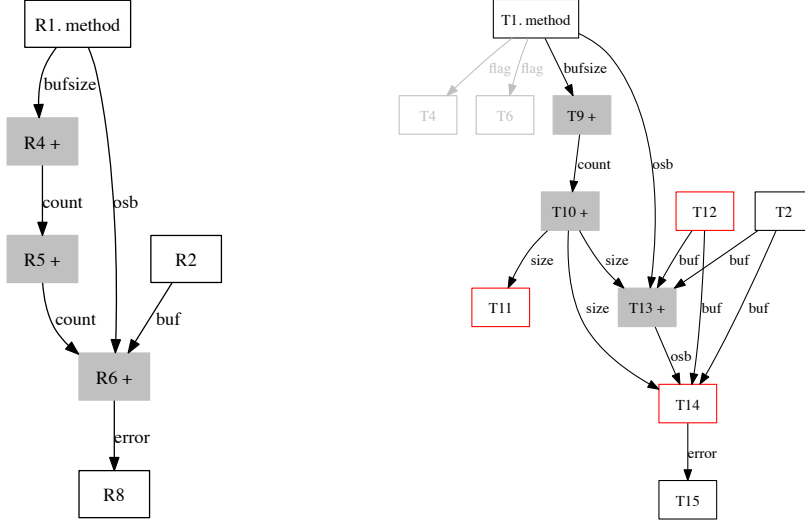 R1. method
bufsize
R4 +
count
osb
R5 +
R2
count
buf
R6 +
error
R8
T1. method
flag
flag
bufsize
T4
T6
T9 +
count
osb
T10 +
T12
T2
size
size
buf
buf
T11
size
T13 +
buf
buf
osb
T14
error
T15